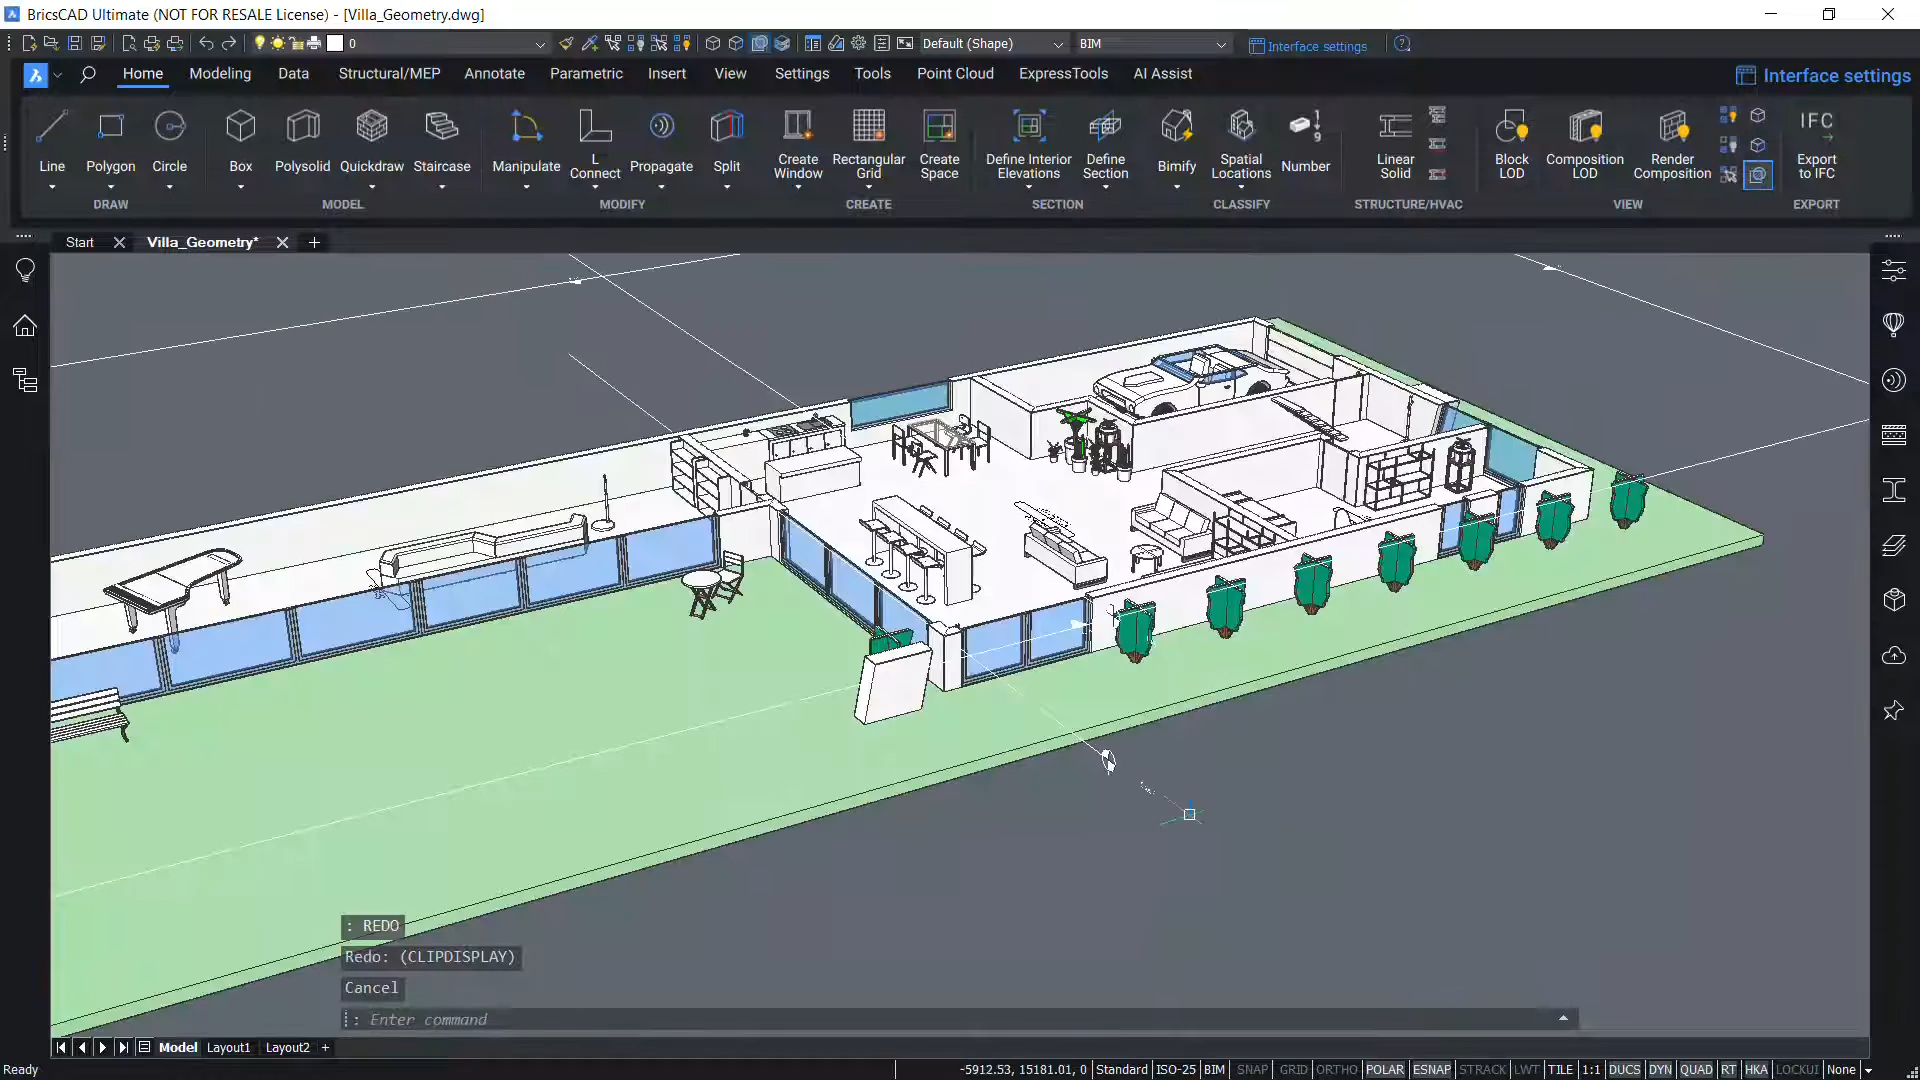 BricsCAD Ultimate (NOT FOR RESALE License) - [Villa_Geometry.dwg]
0
Default (Shape)
BIM
Interface settings
Home
Modeling
Data
Structural/MEP
Annotate
Parametric
Insert
View
Settings
Tools
Point Cloud
ExpressTools
AI Assist
Interface settings
Line
Polygon
Circle
Box
Polysolid
Quickdraw
Staircase
Manipulate
L Connect
Propagate
Split
Create Window
Rectangular Grid
Create Space
Define Interior Elevations
Define Section
Bimify
Spatial Locations
Number
Linear Solid
Block LOD
Composition LOD
Render Composition
IFC
Export to IFC
DRAW
MODEL
MODIFY
CREATE
SECTION
CLASSIFY
STRUCTURE/HVAC
VIEW
EXPORT
Start
Villa_Geometry*
: REDO
Redo: (CLIPDISPLAY)
Cancel
: Enter command
Model
Layout1
Layout2
+
Ready
-5912.53, 15181.01, 0
Standard
ISO-25
BIM
SNAP
GRID
ORTHO
POLAR
ESNAP
STRACK
LWT
TILE
1:1
DUCS
DYN
QUAD
RT
HKA
LOCKUI
None